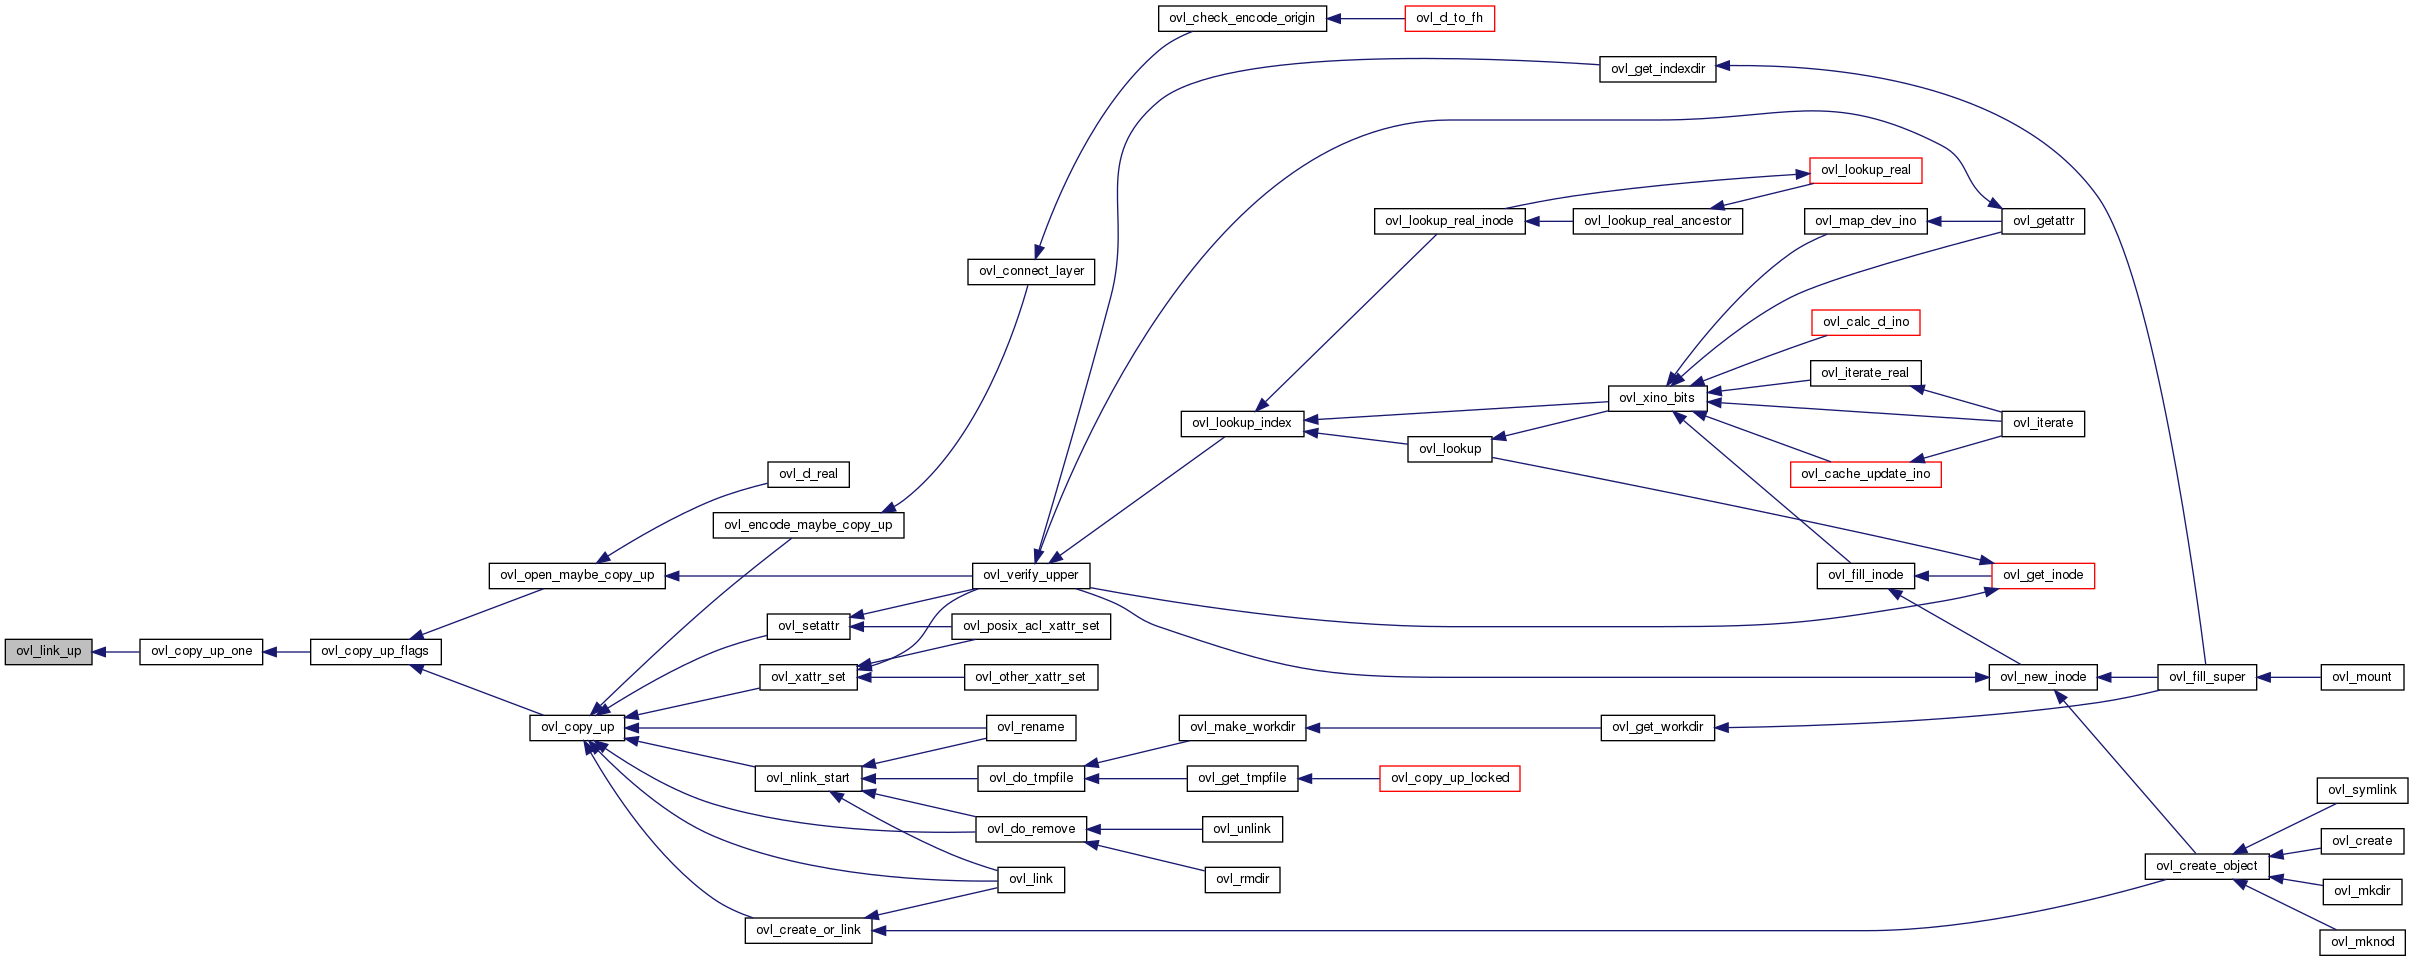 ovl_check_encode_origin
ovl_d_to_fh
ovl_get_indexdir
ovl_lookup_real
ovl_lookup_real_inode
ovl_lookup_real_ancestor
ovl_map_dev_ino
ovl_getattr
ovl_connect_layer
ovl_calc_d_ino
ovl_iterate_real
ovl_xino_bits
ovl_lookup_index
ovl_iterate
ovl_lookup
ovl_d_real
ovl_cache_update_ino
ovl_encode_maybe_copy_up
ovl_open_maybe_copy_up
ovl_verify_upper
ovl_fill_inode
ovl_get_inode
ovl_setattr
ovl_posix_acl_xattr_set
ovl_link_up
ovl_copy_up_one
ovl_copy_up_flags
ovl_xattr_set
ovl_other_xattr_set
ovl_new_inode
ovl_fill_super
ovl_mount
ovl_copy_up
ovl_rename
ovl_make_workdir
ovl_get_workdir
ovl_nlink_start
ovl_do_tmpfile
ovl_get_tmpfile
ovl_copy_up_locked
ovl_symlink
ovl_do_remove
ovl_unlink
ovl_create
ovl_create_object
ovl_link
ovl_rmdir
ovl_mkdir
ovl_create_or_link
ovl_mknod